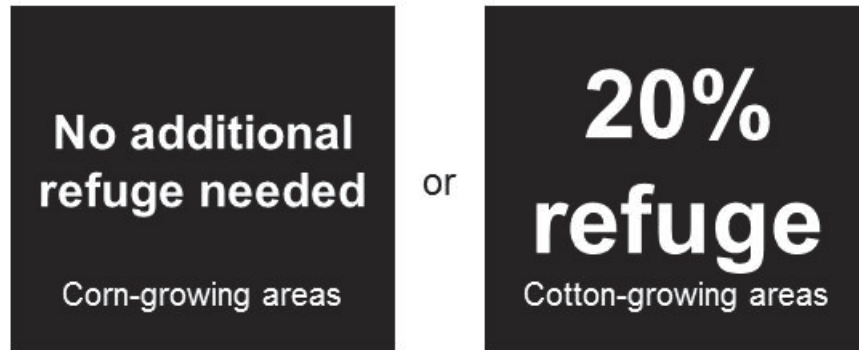 No additional
refuge needed
Corn-growing areas
or
20%
refuge
Cotton-growing areas